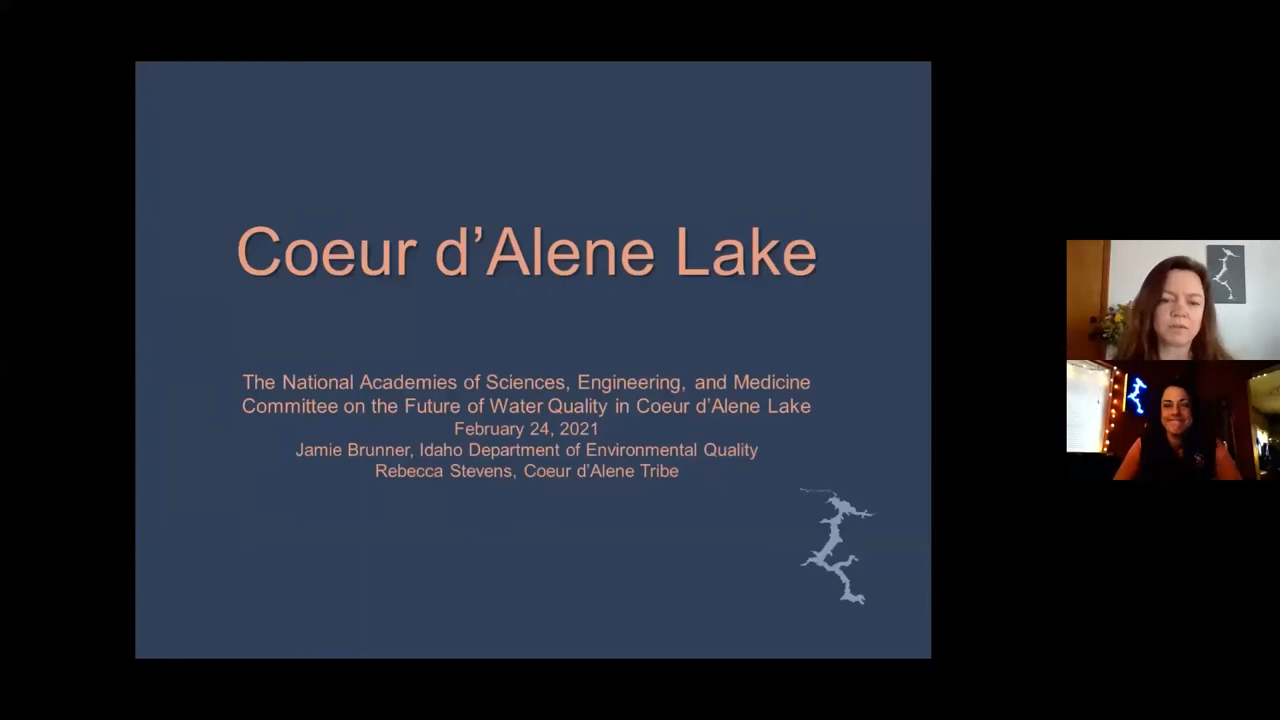 Coeur d’Alene Lake
The National Academies of Sciences, Engineering, and Medicine
Committee on the Future of Water Quality in Coeur d’Alene Lake
February 24, 2021
Jamie Brunner, Idaho Department of Environmental Quality
Rebecca Stevens, Coeur d’Alene Tribe